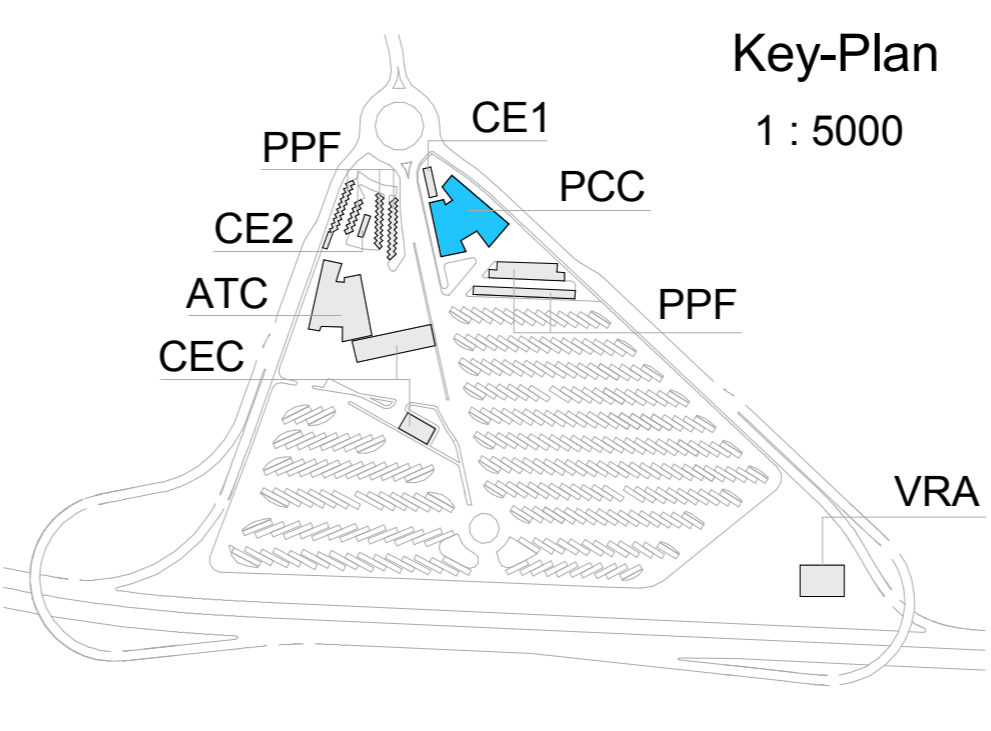 Key-Plan
1 : 5000
CE1
PPF
PCC
CE2
ATC
PPF
CEC
VRA